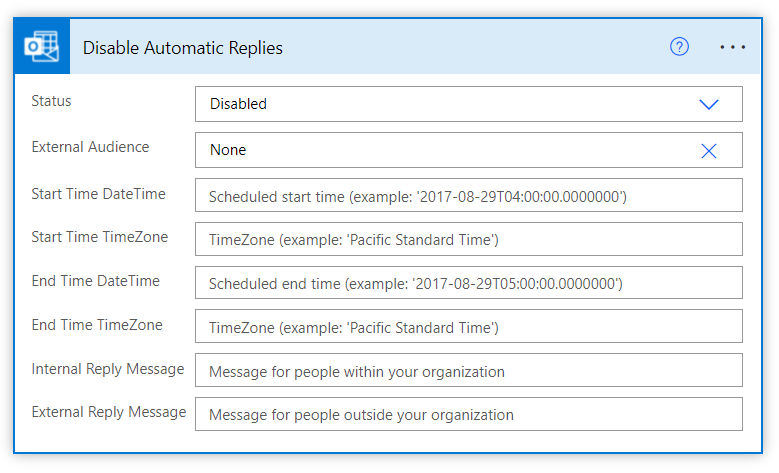 Disable Automatic Replies
Status Disabled
External Audience None
Start Time DateTime Scheduled start time (example: '2017-08-29T04:00:00.0000000')
Start Time TimeZone TimeZone (example: 'Pacific Standard Time')
End Time DateTime Scheduled end time (example: '2017-08-29T05:00:00.0000000')
End Time TimeZone TimeZone (example: 'Pacific Standard Time')
Internal Reply Message Message for people within your organization
External Reply Message Message for people outside your organization